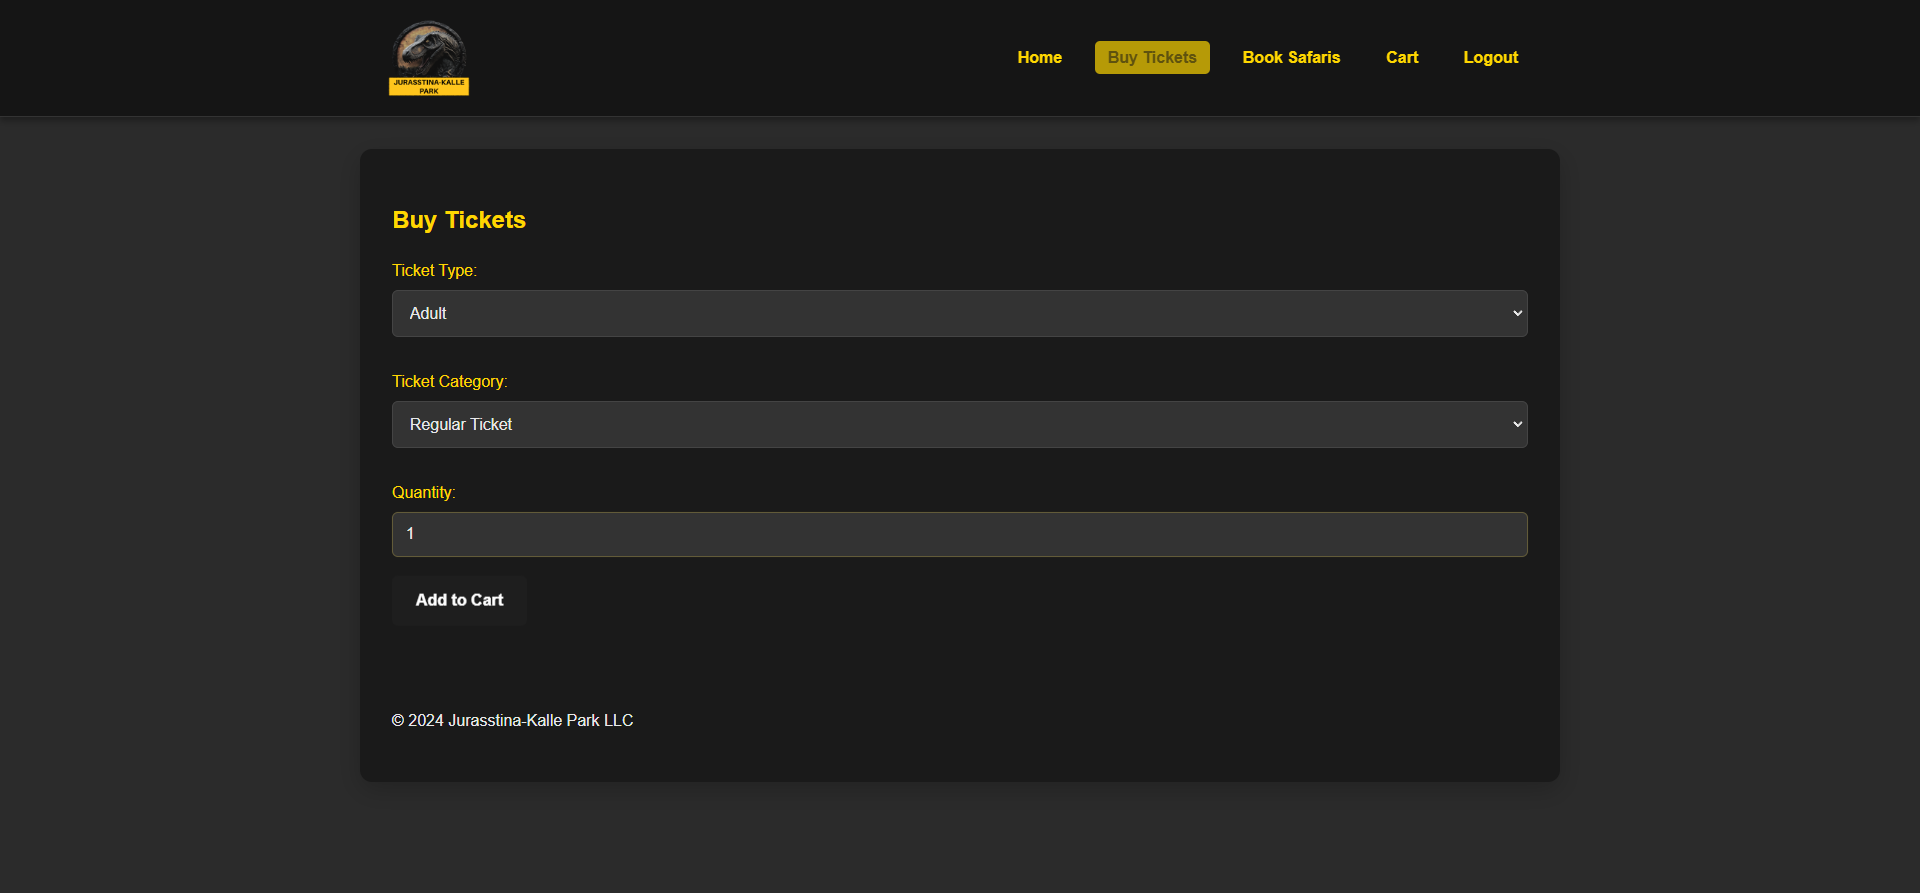 JURASSTINA-KALLE
PARK
Home
Buy Tickets
Book Safaris
Cart
Logout
Buy Tickets
Ticket Type:
Adult
Ticket Category:
Regular Ticket
Quantity:
1
Add to Cart
© 2024 Jurasstina-Kalle Park LLC